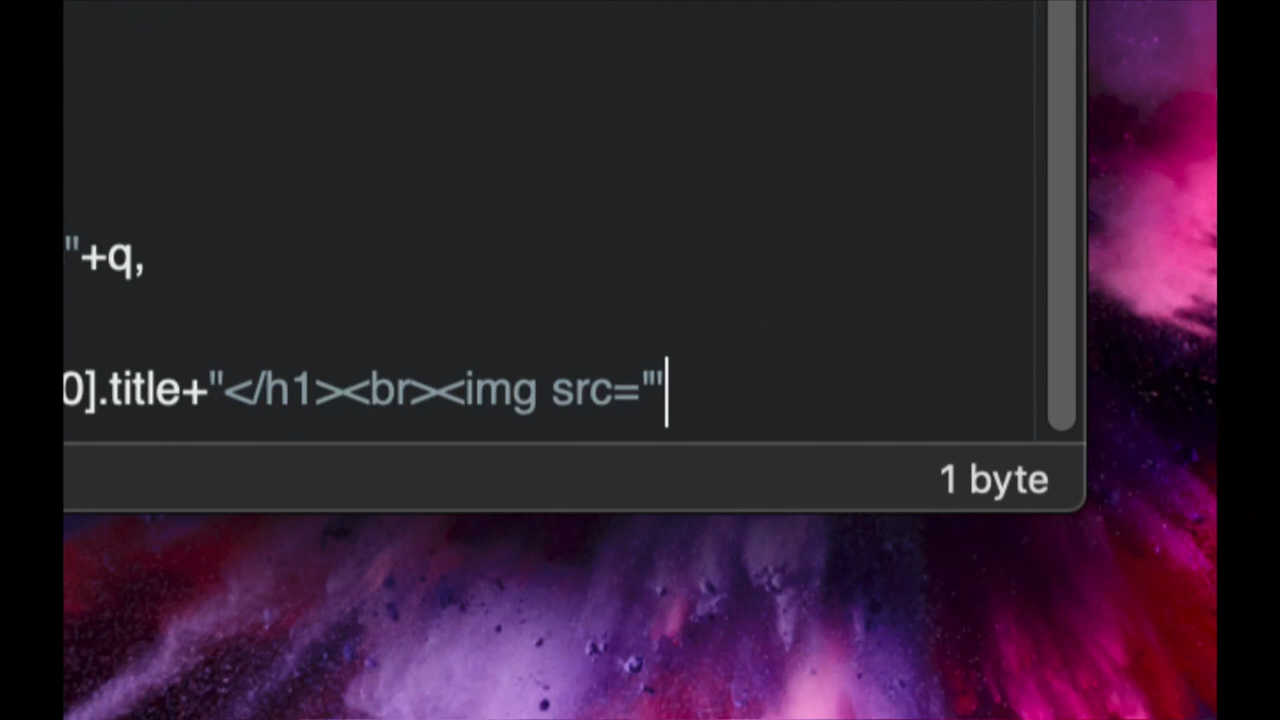 "+q,
0].title+"</h1><br><img src='"
1 byte